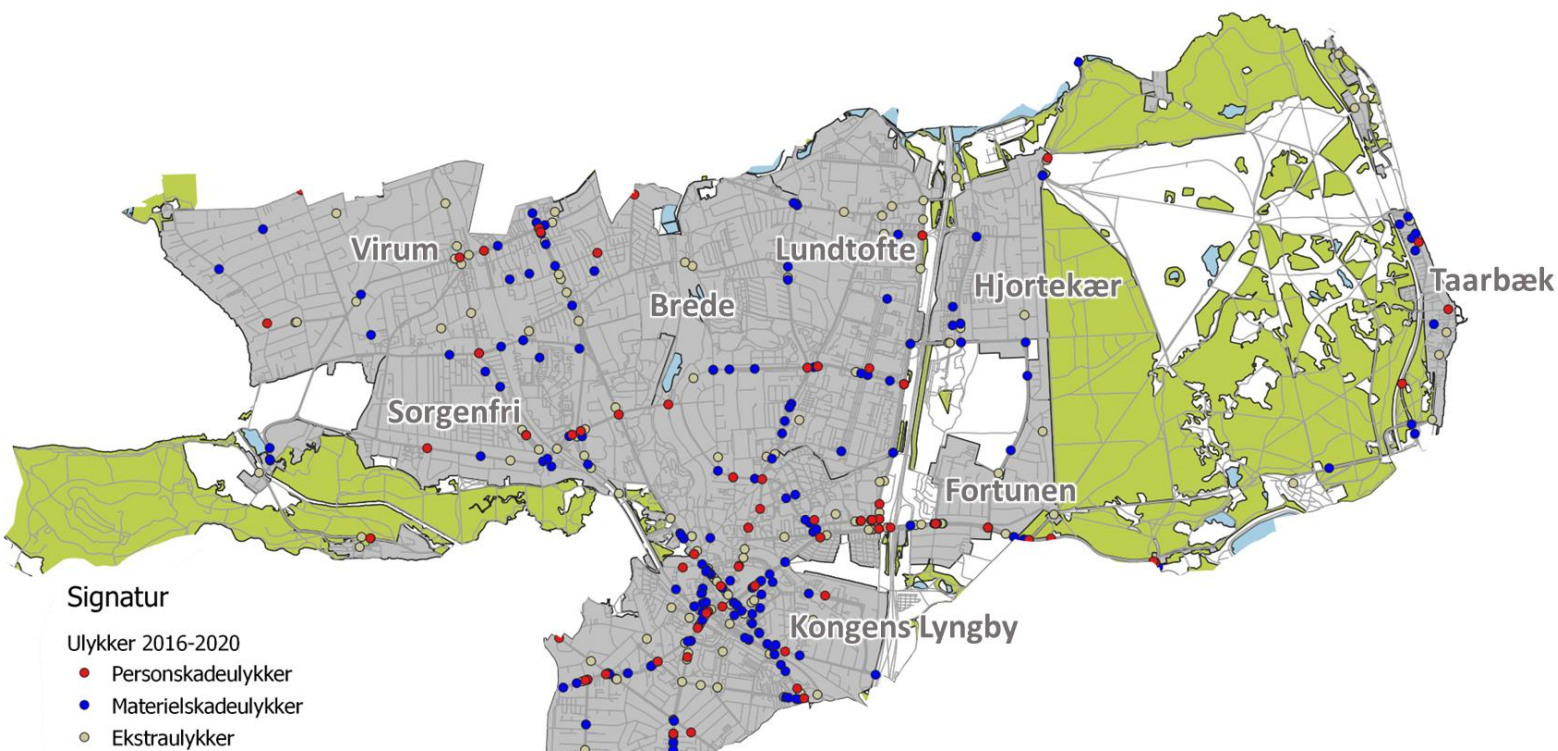 Virum
Lundtofte
Hjortekær
Taarbæk
Brede
Sorgenfri
Fortunen
Kongens Lyngby
Signatur
Ulykker 2016-2020
Personskadeulykker
Materielskadeulykker
Ekstraulykker